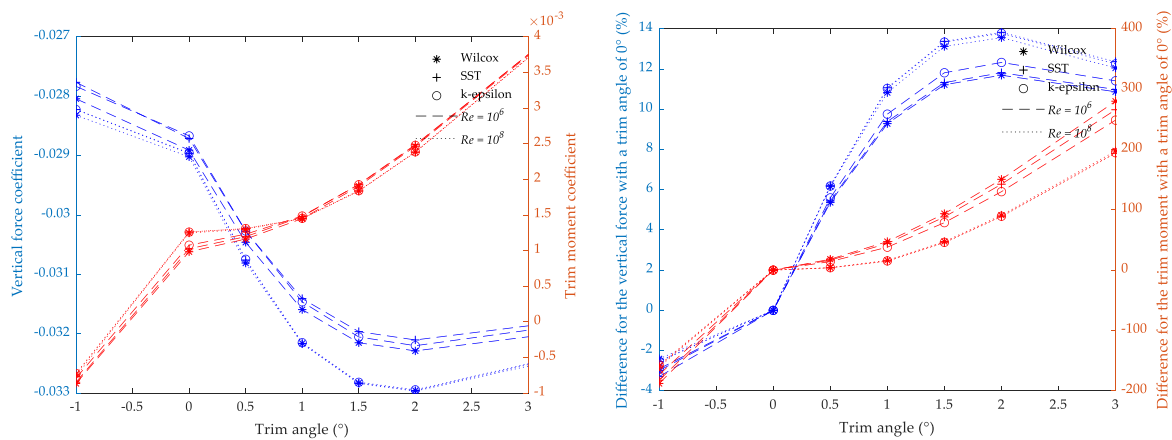 ×10⁻³
-0.027
-0.028
-0.029
-0.03
-0.031
-0.032
-0.033
Vertical force coefficient
4
3.5
3
2.5
2
1.5
1
0.5
0
-0.5
-1
Trim moment coefficient
Wilcox
SST
k-epsilon
Re = 10⁶
Re = 10⁸
-1 -0.5 0 0.5 1 1.5 2 2.5 3
Trim angle (°)
14
12
10
8
6
4
2
0
-2
-4
Difference for the vertical force with a trim angle of 0° (%)
400
300
200
100
0
-100
-200
Difference for the trim moment with a trim angle of 0° (%)
Wilcox
SST
k-epsilon
Re = 10⁶
Re = 10⁸
-1 -0.5 0 0.5 1 1.5 2 2.5 3
Trim angle (°)